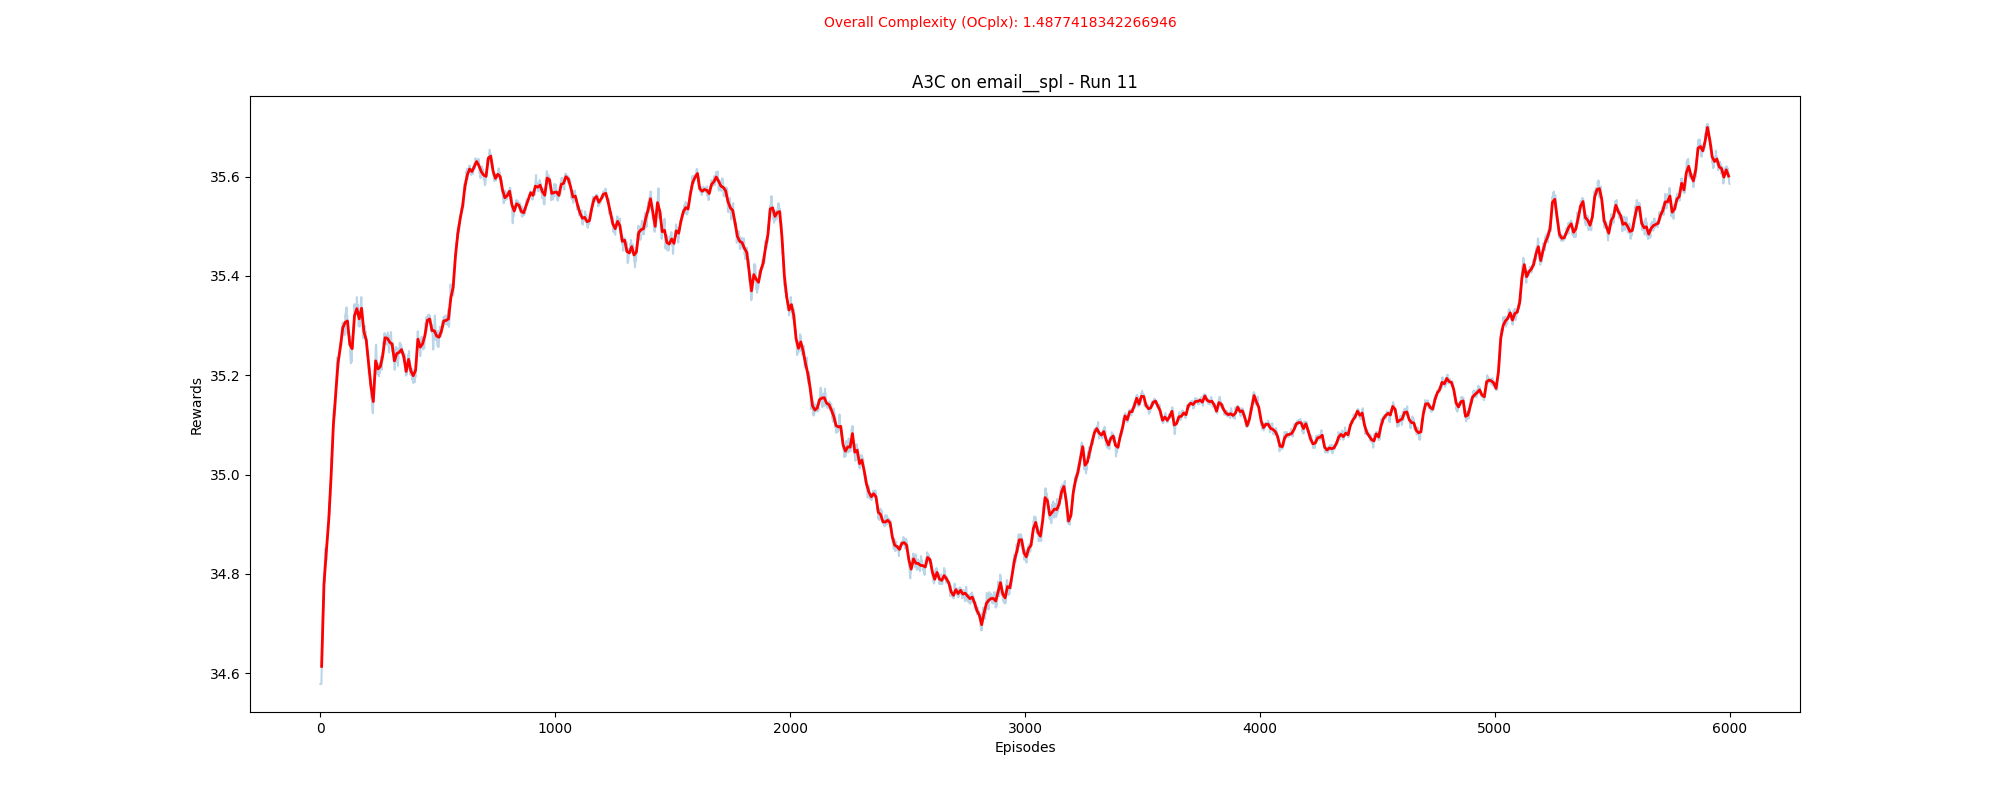 Overall Complexity (OCplx): 1.4877418342266946
A3C on email__spl - Run 11
35.6
35.4
35.2
35.0
34.8
34.6
Rewards
0 1000 2000 3000 4000 5000 6000
Episodes